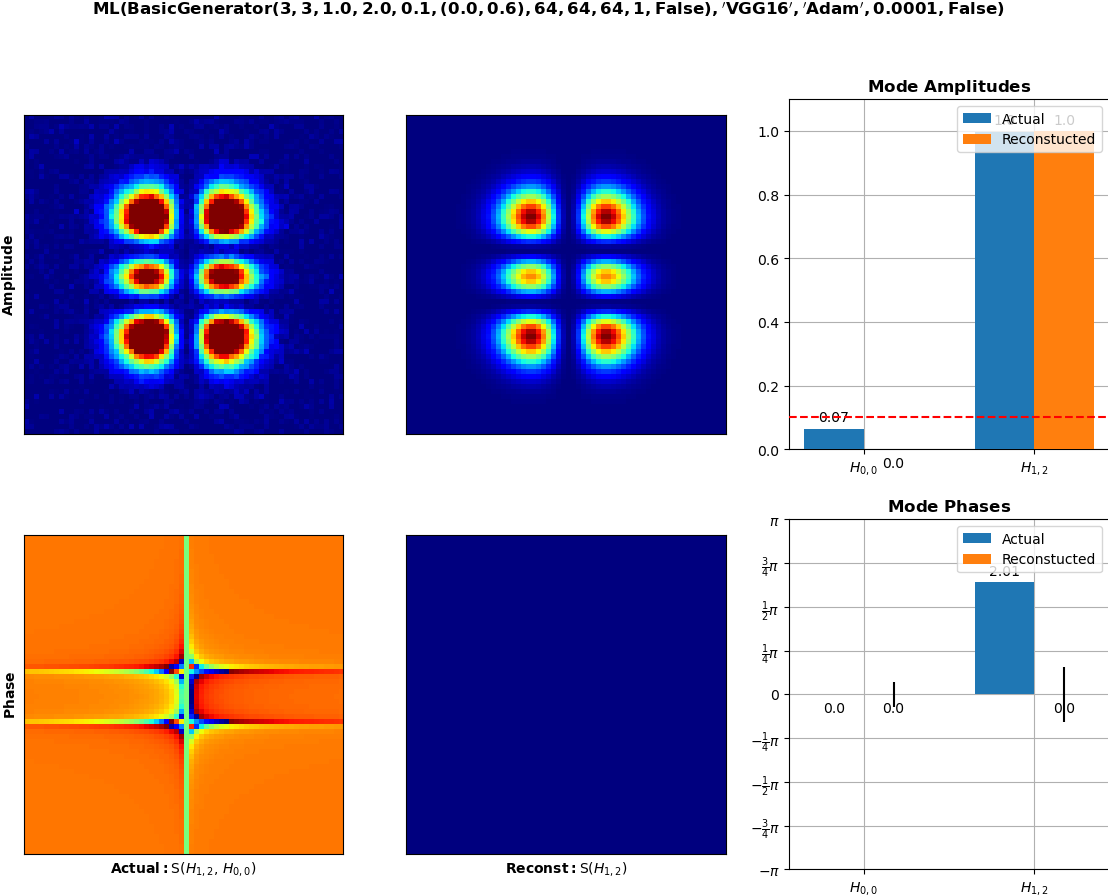 ML(BasicGenerator(3, 3, 1.0, 2.0, 0.1, (0.0, 0.6), 64, 64, 64, 1, False), ′VGG16′, ′Adam′, 0.0001, False)
Amplitude
Mode Amplitudes
Actual
Reconstucted
1.0
1.0
0.8
0.6
0.4
0.2
0.0
0.07
0.0
H0,0
H1,2
Phase
Actual: S(H1,2, H0,0)
Reconst: S(H1,2)
Mode Phases
Actual
Reconstucted
2.01
π
3/4π
1/2π
1/4π
0
−1/4π
−1/2π
−3/4π
−π
0.0
0.0
0.0
H0,0
H1,2